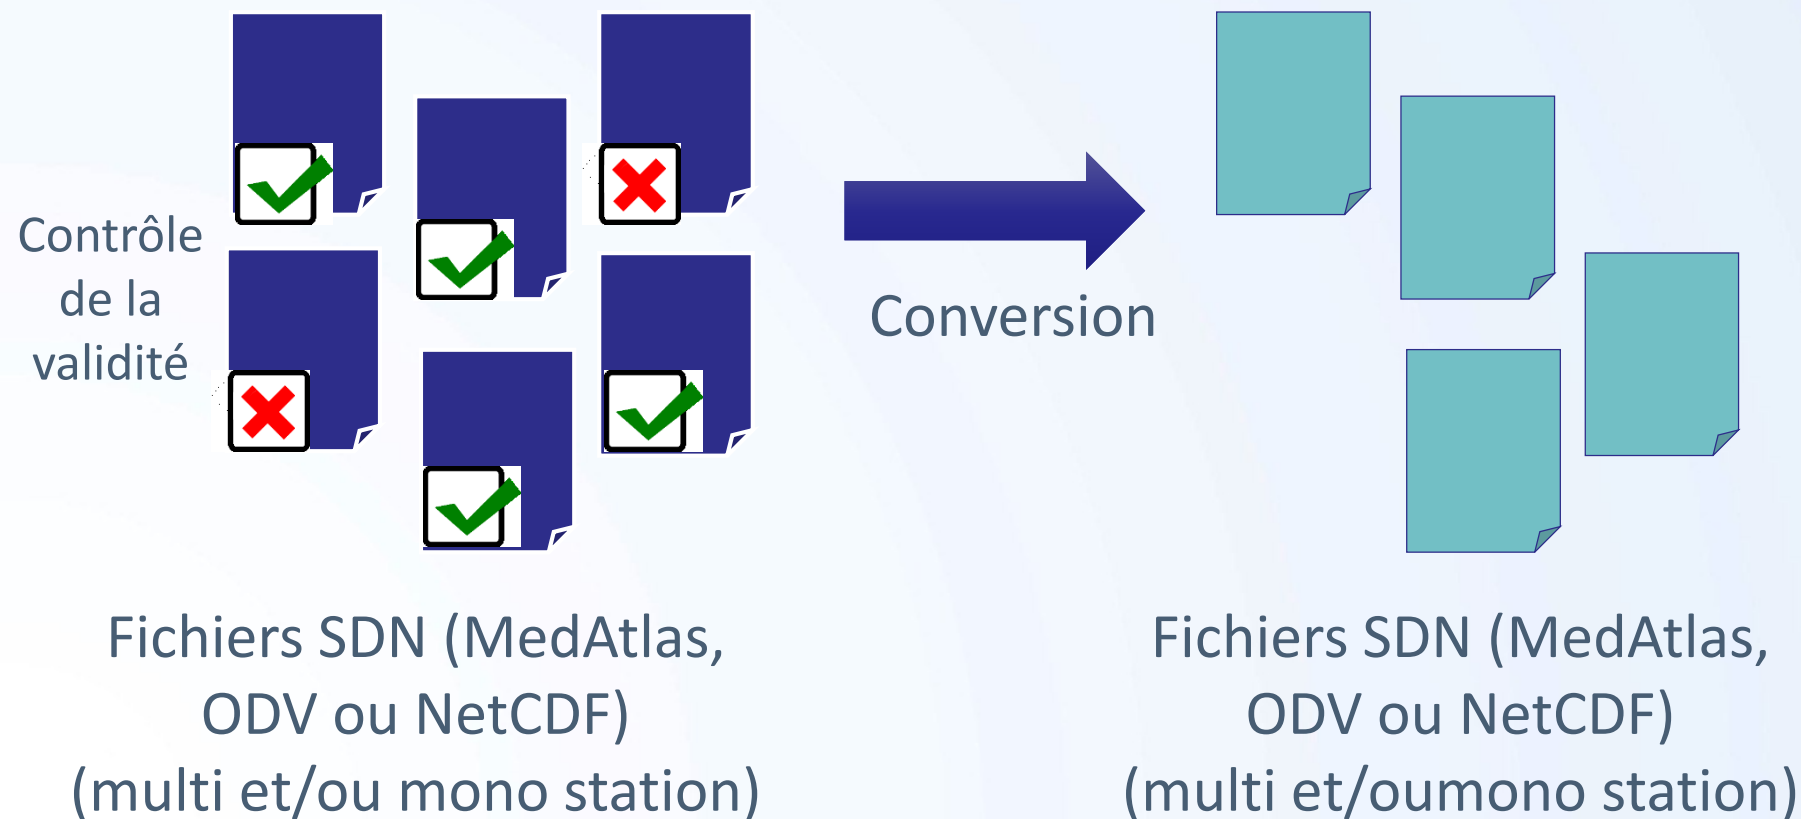 Contrôle
de la
validité
Conversion
Fichiers SDN (MedAtlas,
ODV ou NetCDF)
(multi et/ou mono station)
Fichiers SDN (MedAtlas,
ODV ou NetCDF)
(multi et/oumono station)